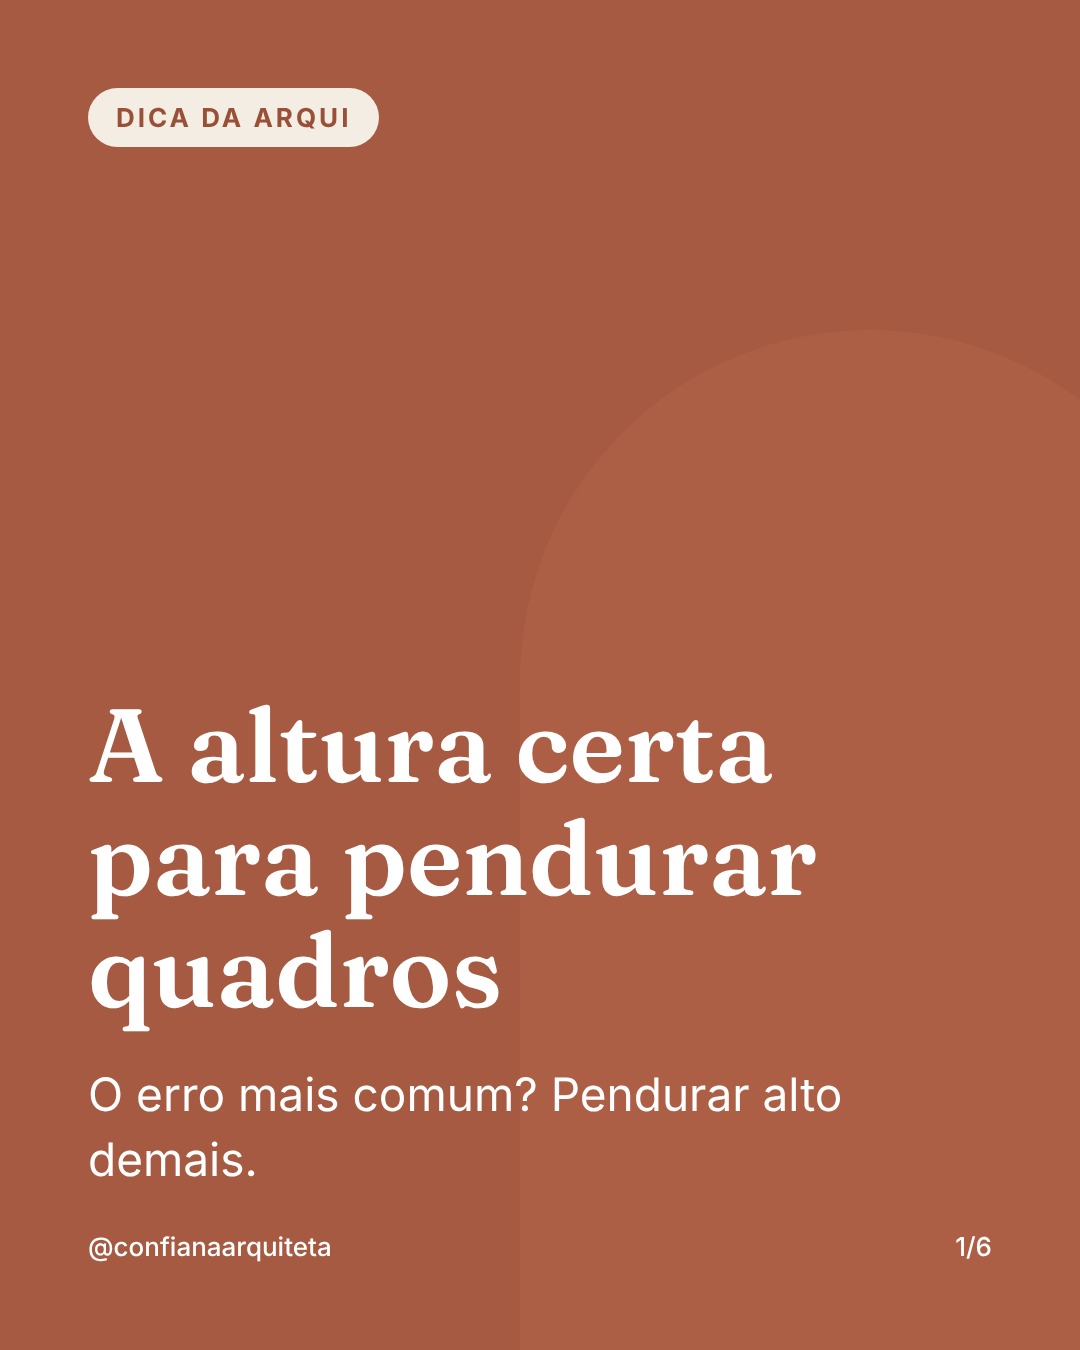 DICA DA ARQUI
A altura certa
para pendurar
quadros
O erro mais comum? Pendurar alto
demais.
@confianaarquiteta
1/6